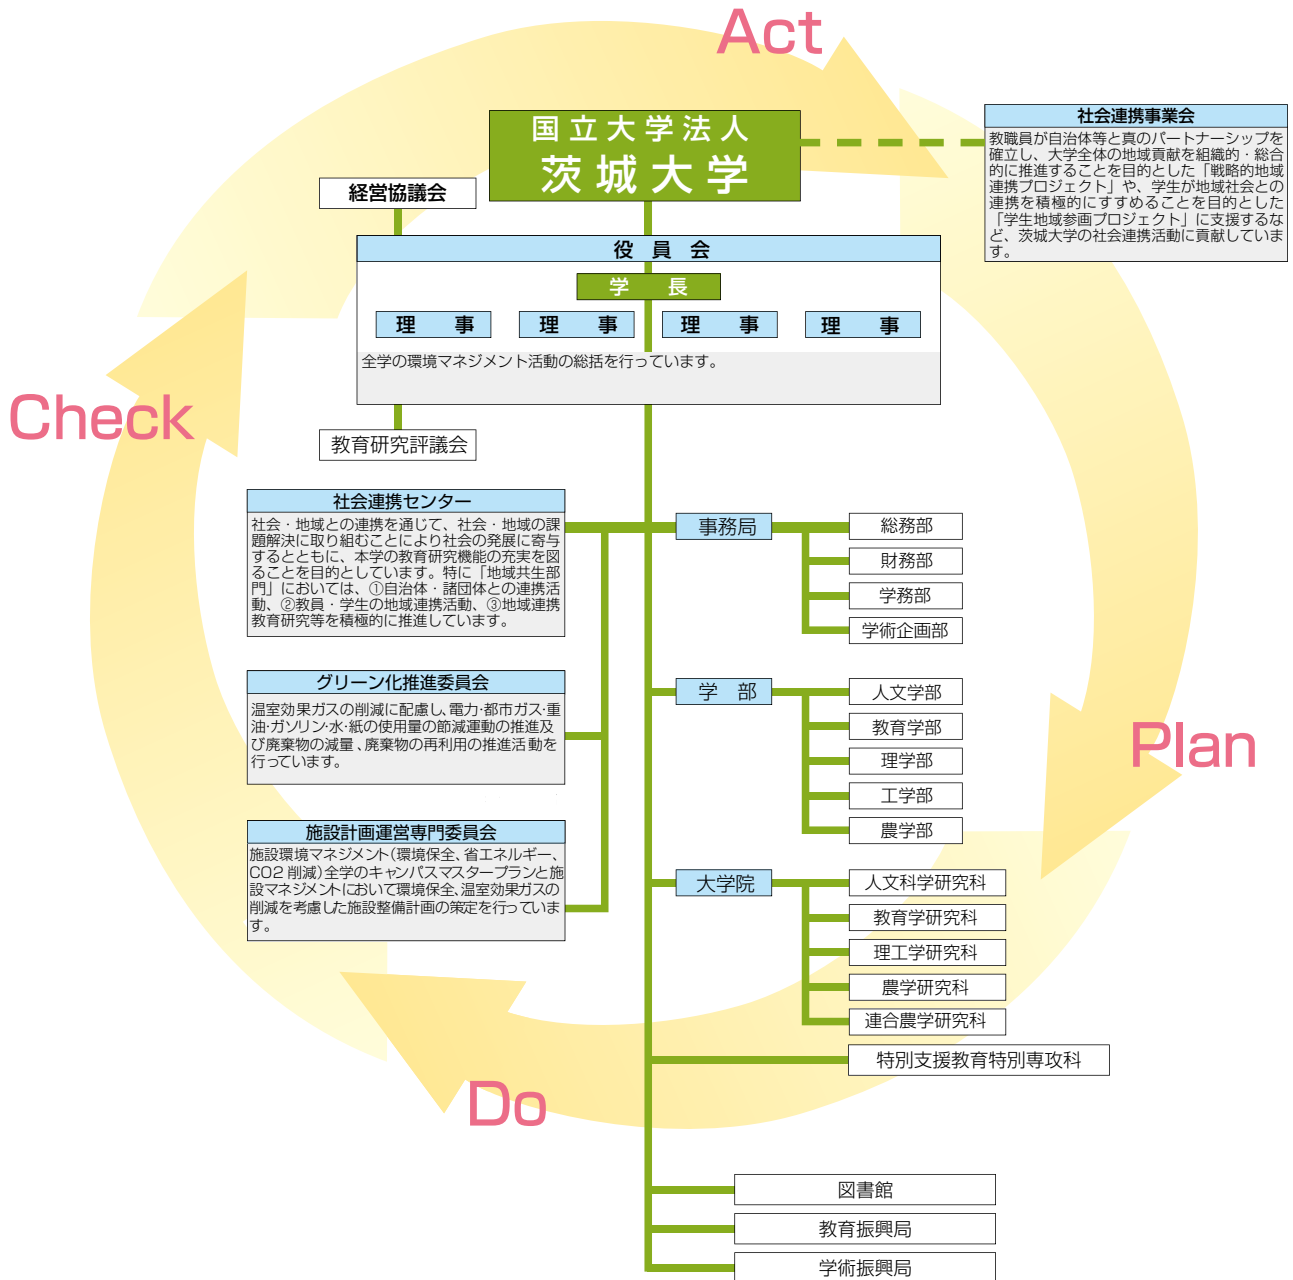 Act
国立大学法人
茨城大学
社会連携事業会
教職員が自治体等と真のパートナーシップを
確立し、大学全体の地域貢献を組織的・総合
的に推進することを目的とした「戦略的地域
連携プロジェクト」や、学生が地域社会との
連携を積極的にすすめることを目的とした
「学生地域参画プロジェクト」に支援するな
ど、茨城大学の社会連携活動に貢献していま
す。
経営協議会
役員会
学長
理事
理事
理事
理事
全学の環境マネジメント活動の総括を行っています。
Check
教育研究評議会
社会連携センター
社会・地域との連携を通じて、社会・地域の課
題解決に取り組むことにより社会の発展に寄与
するとともに、本学の教育研究機能の充実を図
ることを目的としています。特に「地域共生部
門」においては、①自治体・諸団体との連携活
動、②教員・学生の地域連携活動、③地域連携
教育研究等を積極的に推進しています。
事務局
総務部
財務部
学務部
学術企画部
グリーン化推進委員会
温室効果ガスの削減に配慮し、電力・都市ガス・重
油・ガソリン・水・紙の使用量の節減運動の推進及
び廃棄物の減量、廃棄物の再利用の推進活動を
行っています。
学部
人文学部
教育学部
理学部
工学部
農学部
Plan
施設計画運営専門委員会
施設環境マネジメント（環境保全、省エネルギー、
CO2削減）全学のキャンパスマスタープランと施
設マネジメントにおいて環境保全、温室効果ガスの
削減を考慮した施設整備計画の策定を行っていま
す。
大学院
人文科学研究科
教育学研究科
理工学研究科
農学研究科
連合農学研究科
特別支援教育特別専攻科
Do
図書館
教育振興局
学術振興局